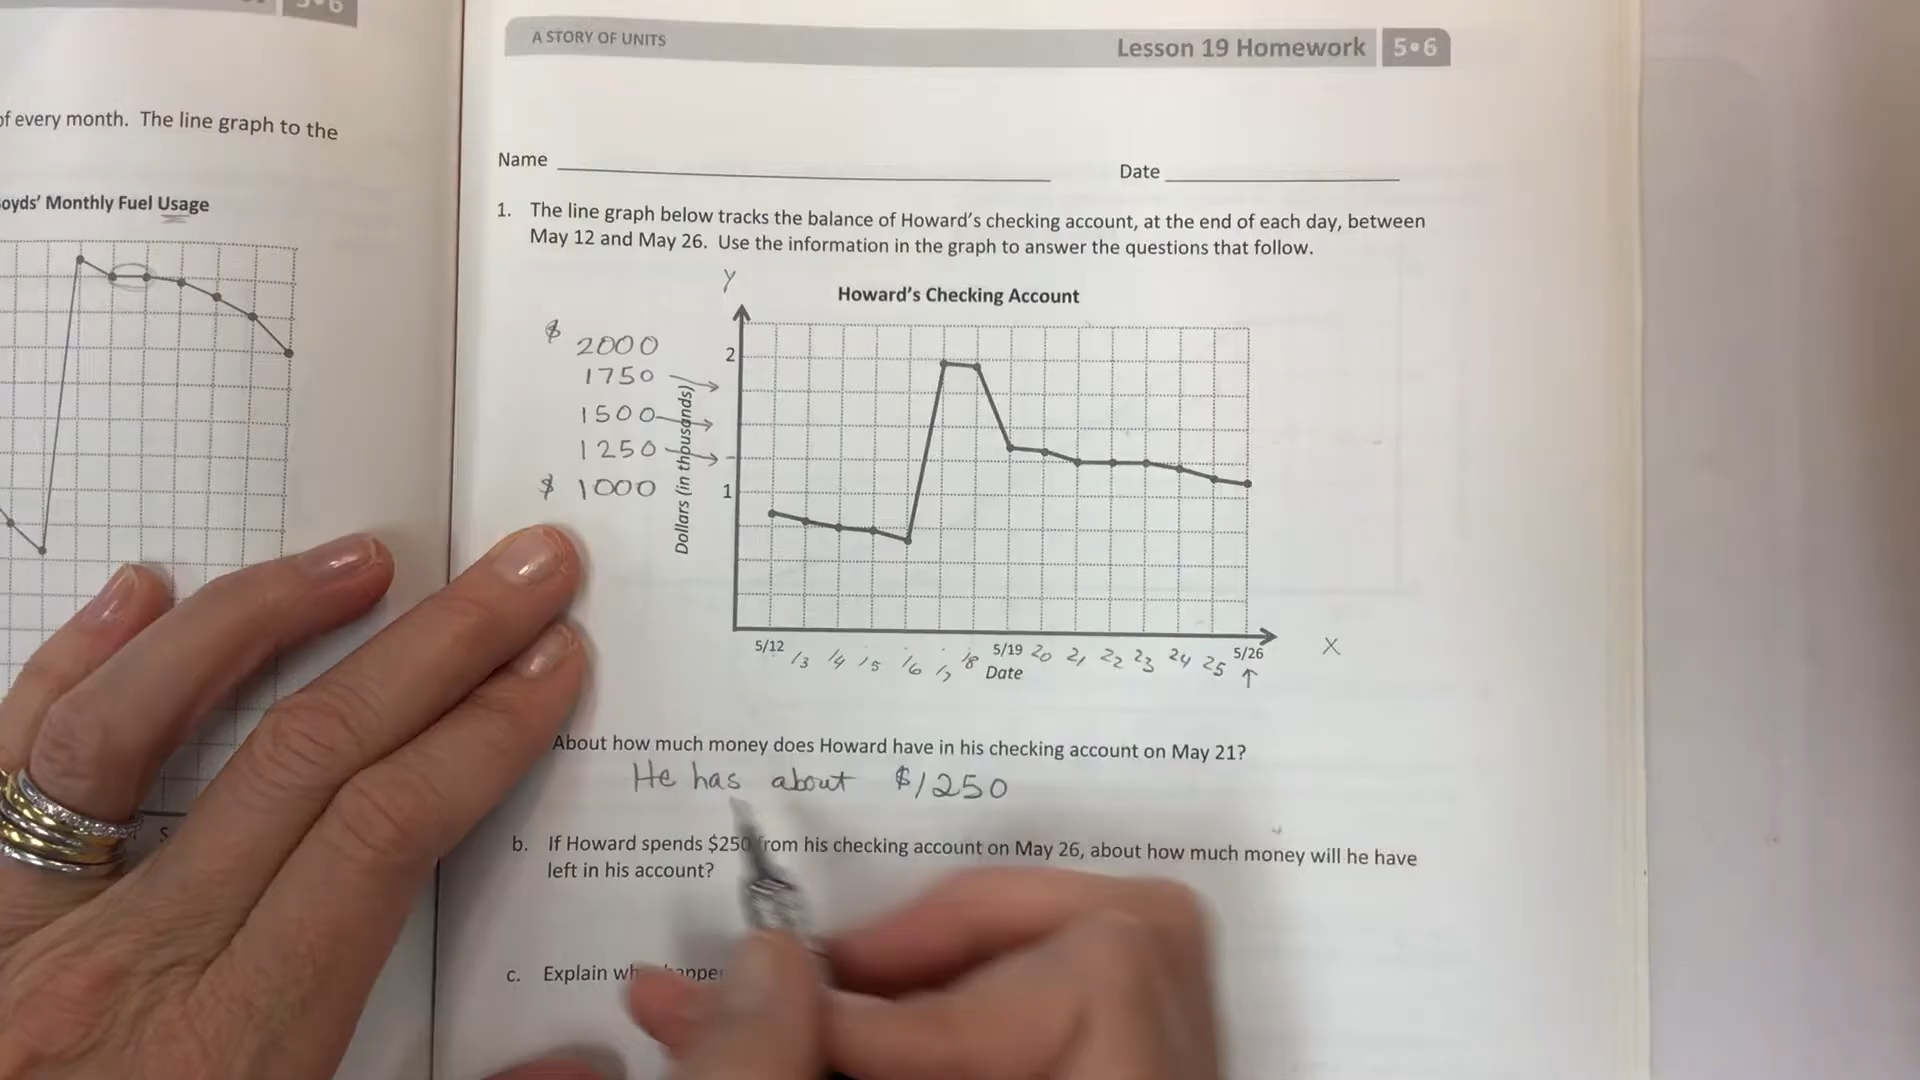 5•6
of every month. The line graph to the
oyds' Monthly Fuel Usage
S
A STORY OF UNITS
Lesson 19 Homework 5•6
Name
Date
1. The line graph below tracks the balance of Howard's checking account, at the end of each day, between
May 12 and May 26. Use the information in the graph to answer the questions that follow.
Y
Howard's Checking Account
$ 2000
1750
1500
1250
$ 1000
Dollars (in thousands)
2
1
5/12 13 14 15 16 17 18 5/19 20 21 22 23 24 25 5/26
X
Date
About how much money does Howard have in his checking account on May 21?
He has about $1250
b. If Howard spends $250 from his checking account on May 26, about how much money will he have
left in his account?
c. Explain